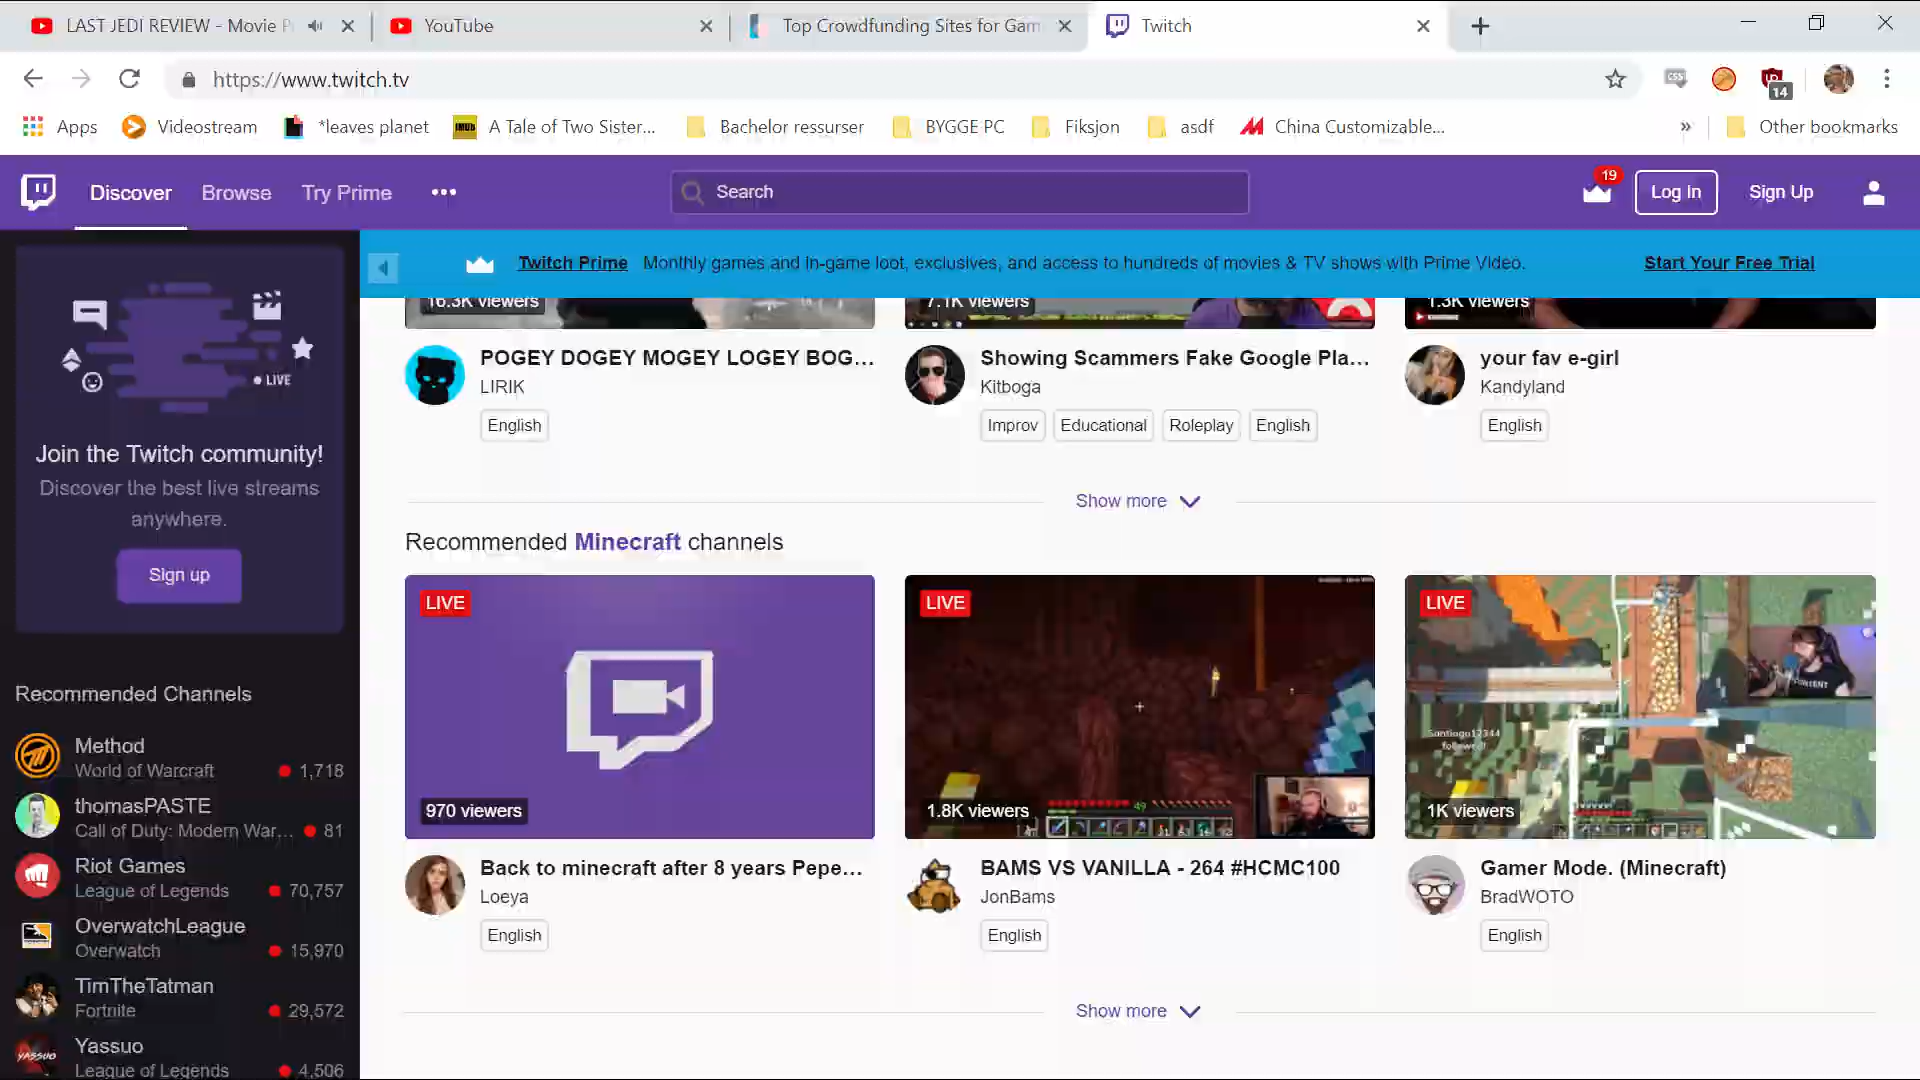 LAST JEDI REVIEW - Movie P
YouTube
Top Crowdfunding Sites for Gam
Twitch
https://www.twitch.tv
CSS
14
Apps
Videostream
*leaves planet
IMDB
A Tale of Two Sister...
Bachelor ressurser
BYGGE PC
Fiksjon
asdf
China Customizable...
»
Other bookmarks
Discover
Browse
Try Prime
Search
19
Log In
Sign Up
Twitch Prime
Monthly games and in-game loot, exclusives, and access to hundreds of movies & TV shows with Prime Video.
Start Your Free Trial
LIVE
Join the Twitch community!
Discover the best live streams
anywhere.
Sign up
Recommended Channels
Method
World of Warcraft
1,718
thomasPASTE
Call of Duty: Modern War...
81
Riot Games
League of Legends
70,757
OverwatchLeague
Overwatch
15,970
TimTheTatman
Fortnite
29,572
YASSUO
Yassuo
League of Legends
4,506
16.3K viewers
POGEY DOGEY MOGEY LOGEY BOG...
LIRIK
English
7.1K viewers
Showing Scammers Fake Google Pla...
Kitboga
Improv
Educational
Roleplay
English
1.3K viewers
your fav e-girl
Kandyland
English
Show more
Recommended Minecraft channels
LIVE
970 viewers
Back to minecraft after 8 years Pepe...
Loeya
English
LIVE
49
1.8K viewers
BAMS VS VANILLA - 264 #HCMC100
JonBams
English
LIVE
CONTENT
Santiago12344
followed!
1K viewers
Gamer Mode. (Minecraft)
BradWOTO
English
Show more